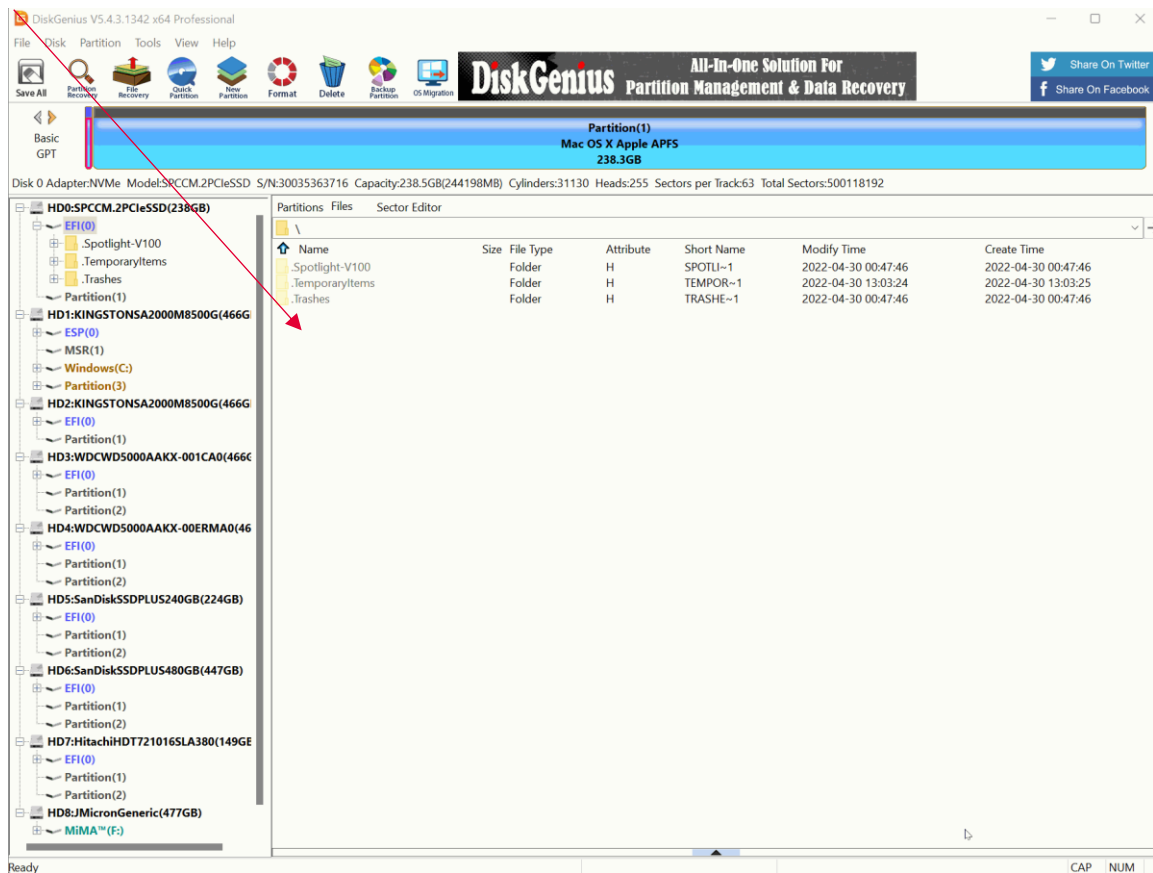 DiskGenius V5.4.3.1342 x64 Professional
File Disk Partition Tools View Help
Save All
Partition Recovery
File Recovery
Quick Partition
New Partition
Format
Delete
Backup Partition
OS Migration
DiskGenius
All-In-One Solution For
Partition Management & Data Recovery
Share On Twitter
Share On Facebook
Basic
GPT
Partition(1)
Mac OS X Apple APFS
238.3GB
Disk 0 Adapter:NVMe Model:SPCCM.2PCIeSSD S/N:30035363716 Capacity:238.5GB(244198MB) Cylinders:31130 Heads:255 Sectors per Track:63 Total Sectors:500118192
HD0:SPCCM.2PCIeSSD(238GB)
EFI(0)
.Spotlight-V100
.TemporaryItems
.Trashes
Partition(1)
HD1:KINGSTONSA2000M8500G(466G
ESP(0)
MSR(1)
Windows(C:)
Partition(3)
HD2:KINGSTONSA2000M8500G(466G
EFI(0)
Partition(1)
HD3:WDCWD5000AAKX-001CA0(466G
EFI(0)
Partition(1)
Partition(2)
HD4:WDCWD5000AAKX-00ERMA0(46
EFI(0)
Partition(1)
Partition(2)
HD5:SanDiskSSDPLUS240GB(224GB)
EFI(0)
Partition(1)
Partition(2)
HD6:SanDiskSSDPLUS480GB(447GB)
EFI(0)
Partition(1)
Partition(2)
HD7:HitachiHDT721016SLA380(149GE
EFI(0)
Partition(1)
Partition(2)
HD8:JMicronGeneric(477GB)
MiMA™(F:)
Partitions Files Sector Editor
\
Name Size File Type Attribute Short Name Modify Time Create Time
.Spotlight-V100 Folder H SPOTLI~1 2022-04-30 00:47:46 2022-04-30 00:47:46
.TemporaryItems Folder H TEMPOR~1 2022-04-30 13:03:24 2022-04-30 13:03:25
.Trashes Folder H TRASHE~1 2022-04-30 00:47:46 2022-04-30 00:47:46
Ready
CAP NUM